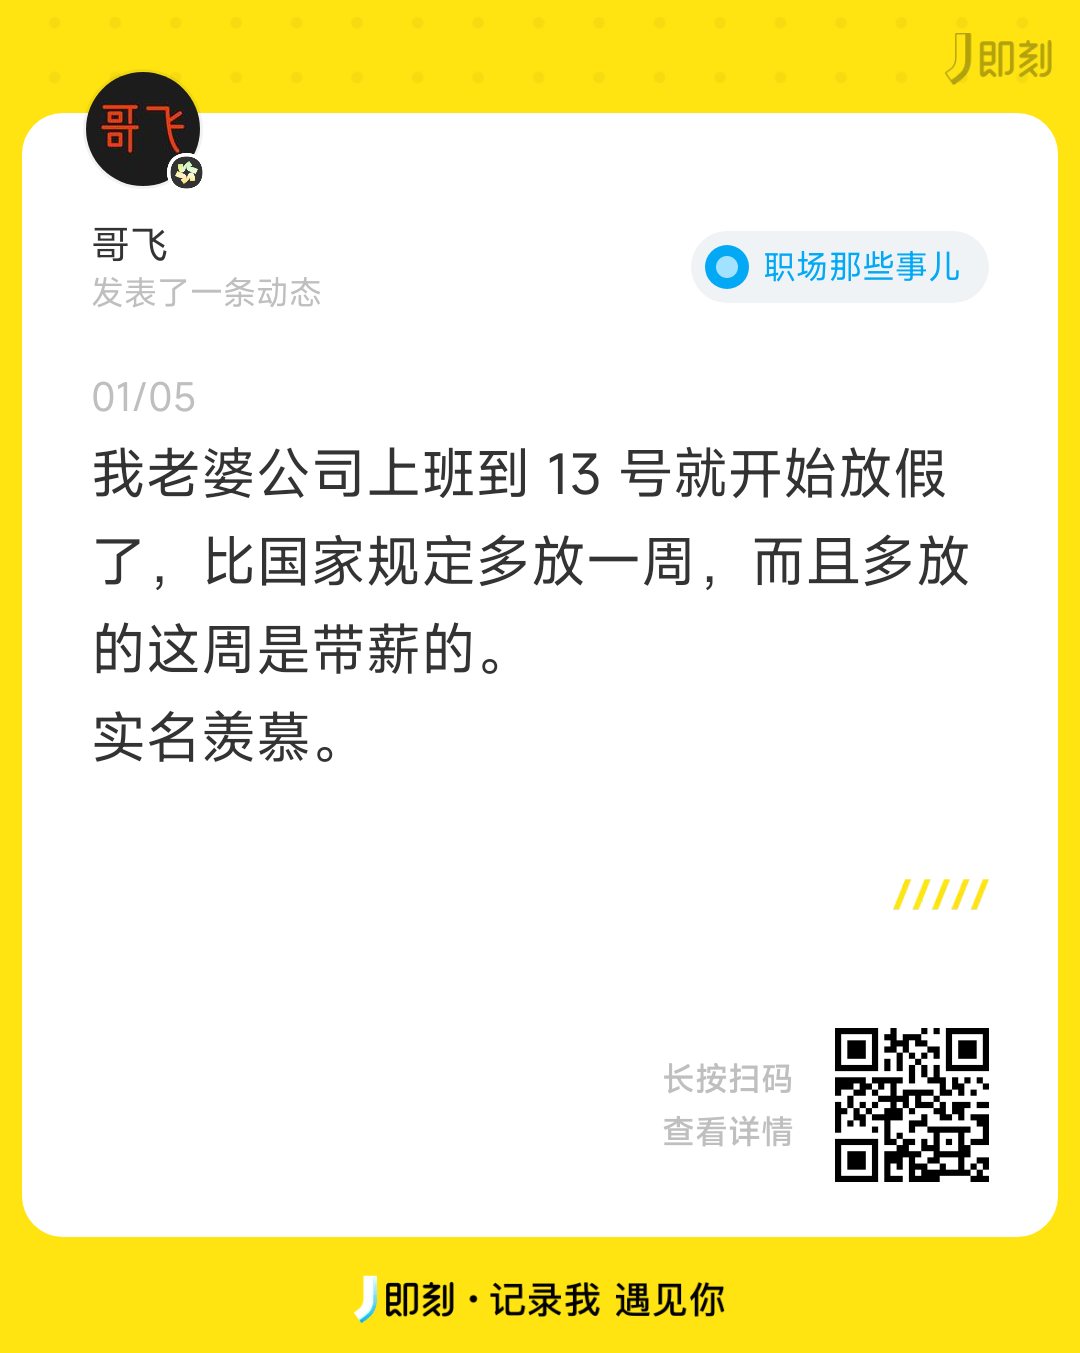 即刻
哥飞
哥飞
发表了一条动态
职场那些事儿
01/05
我老婆公司上班到 13 号就开始放假
了，比国家规定多放一周，而且多放
的这周是带薪的。
实名羡慕。
长按扫码
查看详情
即刻·记录我 遇见你